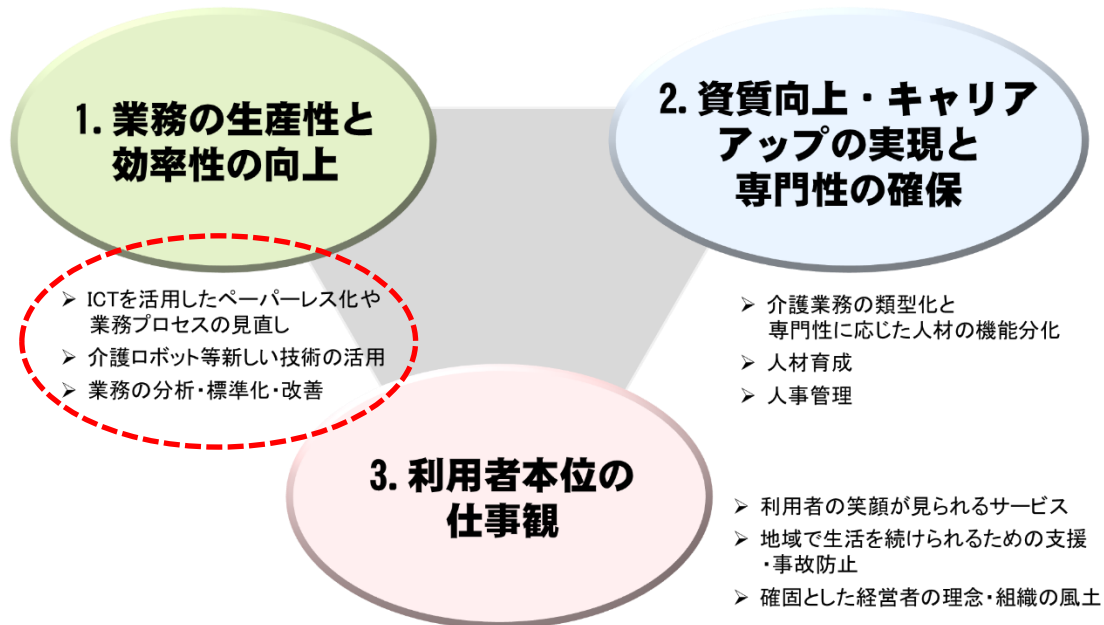 1. 業務の生産性と
効率性の向上
➢ ICTを活用したペーパーレス化や
業務プロセスの見直し
➢ 介護ロボット等新しい技術の活用
➢ 業務の分析・標準化・改善
2. 資質向上・キャリア
アップの実現と
専門性の確保
➢ 介護業務の類型化と
専門性に応じた人材の機能分化
➢ 人材育成
➢ 人事管理
3. 利用者本位の
仕事観
➢ 利用者の笑顔が見られるサービス
➢ 地域で生活を続けられるための支援
・事故防止
➢ 確固とした経営者の理念・組織の風土